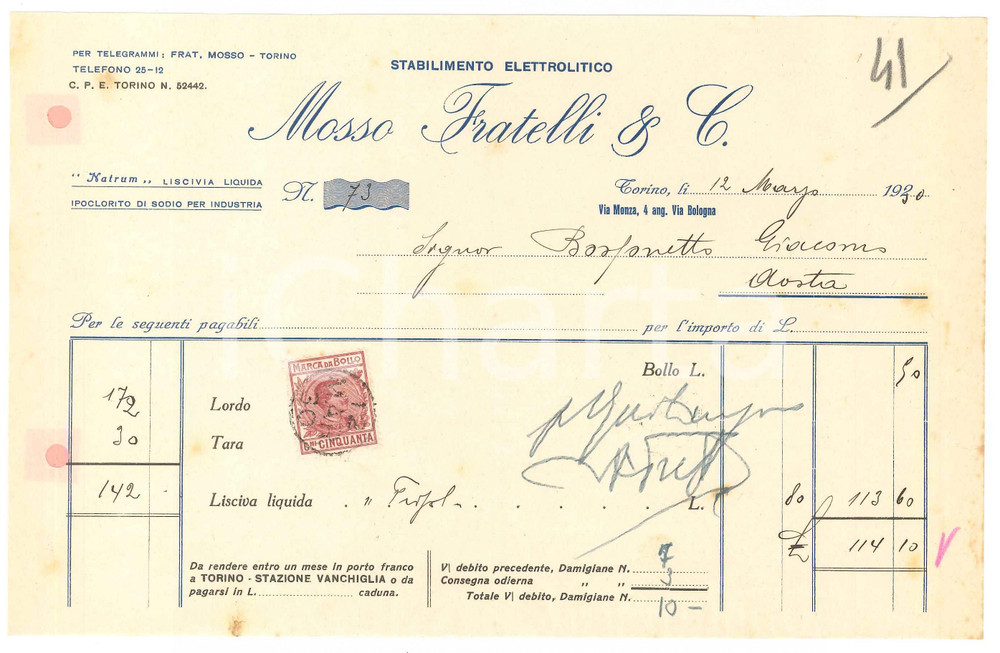 PER TELEGRAMMI: FRAT. MOSSO - TORINO
TELEFONO 25-12
C. P. E. TORINO N. 52442.
STABILIMENTO ELETTROLITICO
41
Mosso Fratelli & C.
"Natrum„ LISCIVIA LIQUIDA
IPOCLORITO DI SODIO PER INDUSTRIA
N. 73
Torino, li 12 Marzo 1930
Via Monza, 4 ang. Via Bologna
Signor Giacomo
Aosta
Per le seguenti pagabili per l'importo di L.
MARCA DA BOLLO
CINQUANTA
Bollo L. 50
172 Lordo
30 Tara
142 Lisciva liquida " L. 80 113 60
£ 114 10
Da rendere entro un mese in porto franco
a TORINO - STAZIONE VANCHIGLIA o da
pagarsi in L. caduna.
V| debito precedente, Damigiane N. 7
Consegna odierna " " 3
Totale V| debito, Damigiane N. 10 -
iCharta